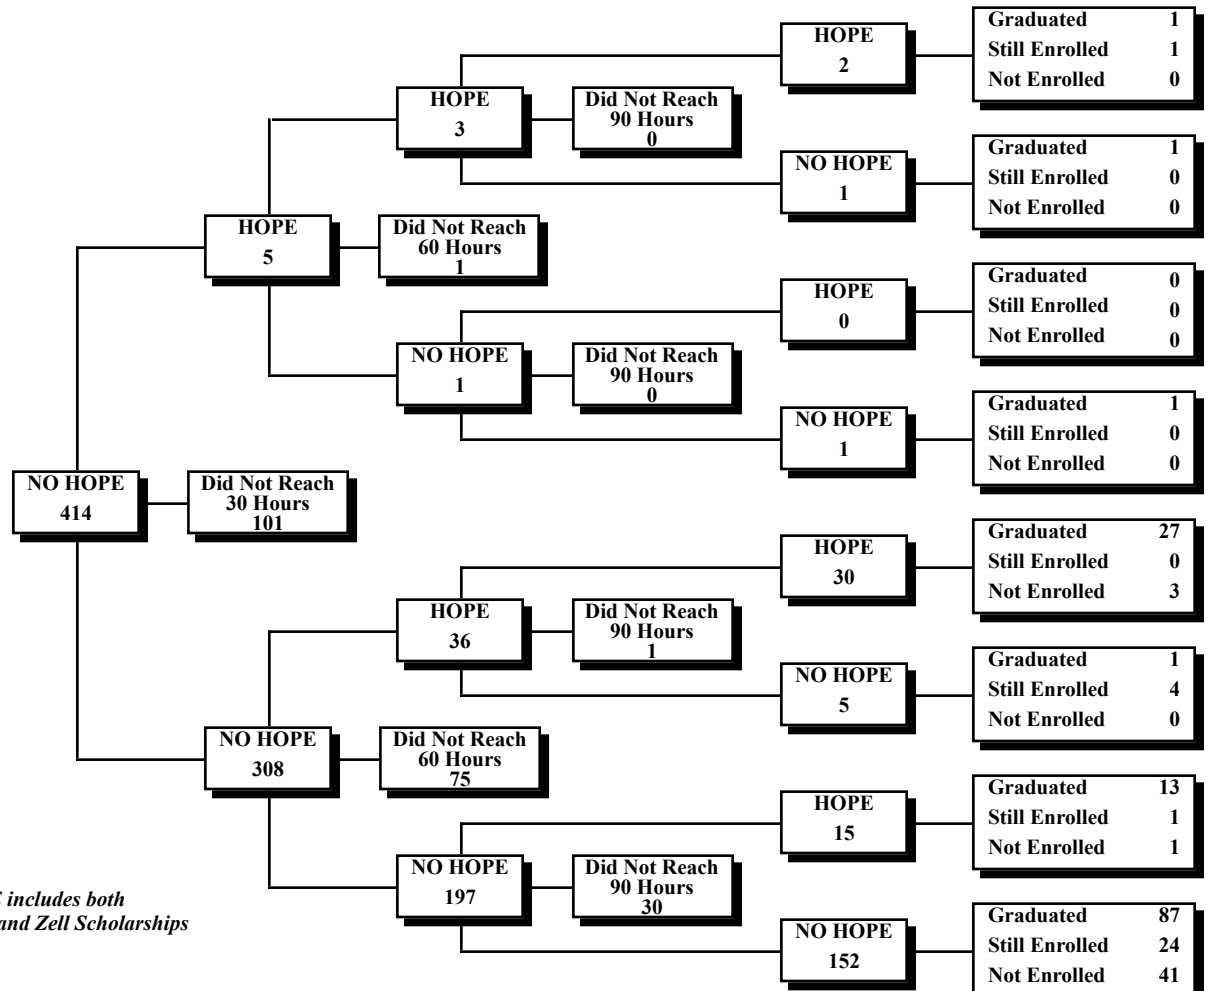 HOPE
2
Graduated 1
Still Enrolled 1
Not Enrolled 0
HOPE
3
Did Not Reach
90 Hours
0
NO HOPE
1
Graduated 1
Still Enrolled 0
Not Enrolled 0
HOPE
5
Did Not Reach
60 Hours
1
HOPE
0
Graduated 0
Still Enrolled 0
Not Enrolled 0
NO HOPE
1
Did Not Reach
90 Hours
0
NO HOPE
1
Graduated 1
Still Enrolled 0
Not Enrolled 0
NO HOPE
414
Did Not Reach
30 Hours
101
HOPE
30
Graduated 27
Still Enrolled 0
Not Enrolled 3
HOPE
36
Did Not Reach
90 Hours
1
NO HOPE
5
Graduated 1
Still Enrolled 4
Not Enrolled 0
NO HOPE
308
Did Not Reach
60 Hours
75
HOPE
15
Graduated 13
Still Enrolled 1
Not Enrolled 1
NO HOPE
197
Did Not Reach
90 Hours
30
includes both
and Zell Scholarships
NO HOPE
152
Graduated 87
Still Enrolled 24
Not Enrolled 41